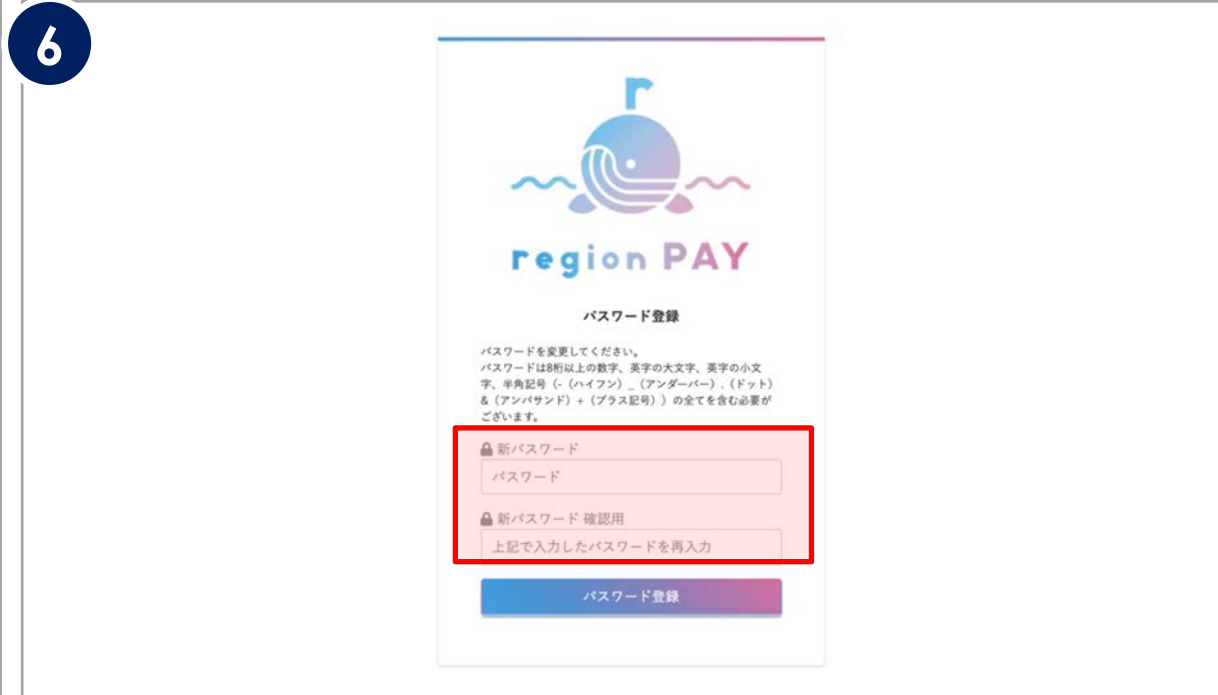 6
r
region PAY
パスワード登録
パスワードを変更してください。
パスワードは8桁以上の数字、英字の大文字、英字の小文
字、半角記号（-（ハイフン）_（アンダーバー）.（ドット）
&（アンパサンド）+（プラス記号））の全てを含む必要が
ございます。
新パスワード
パスワード
新パスワード 確認用
上記で入力したパスワードを再入力
パスワード登録